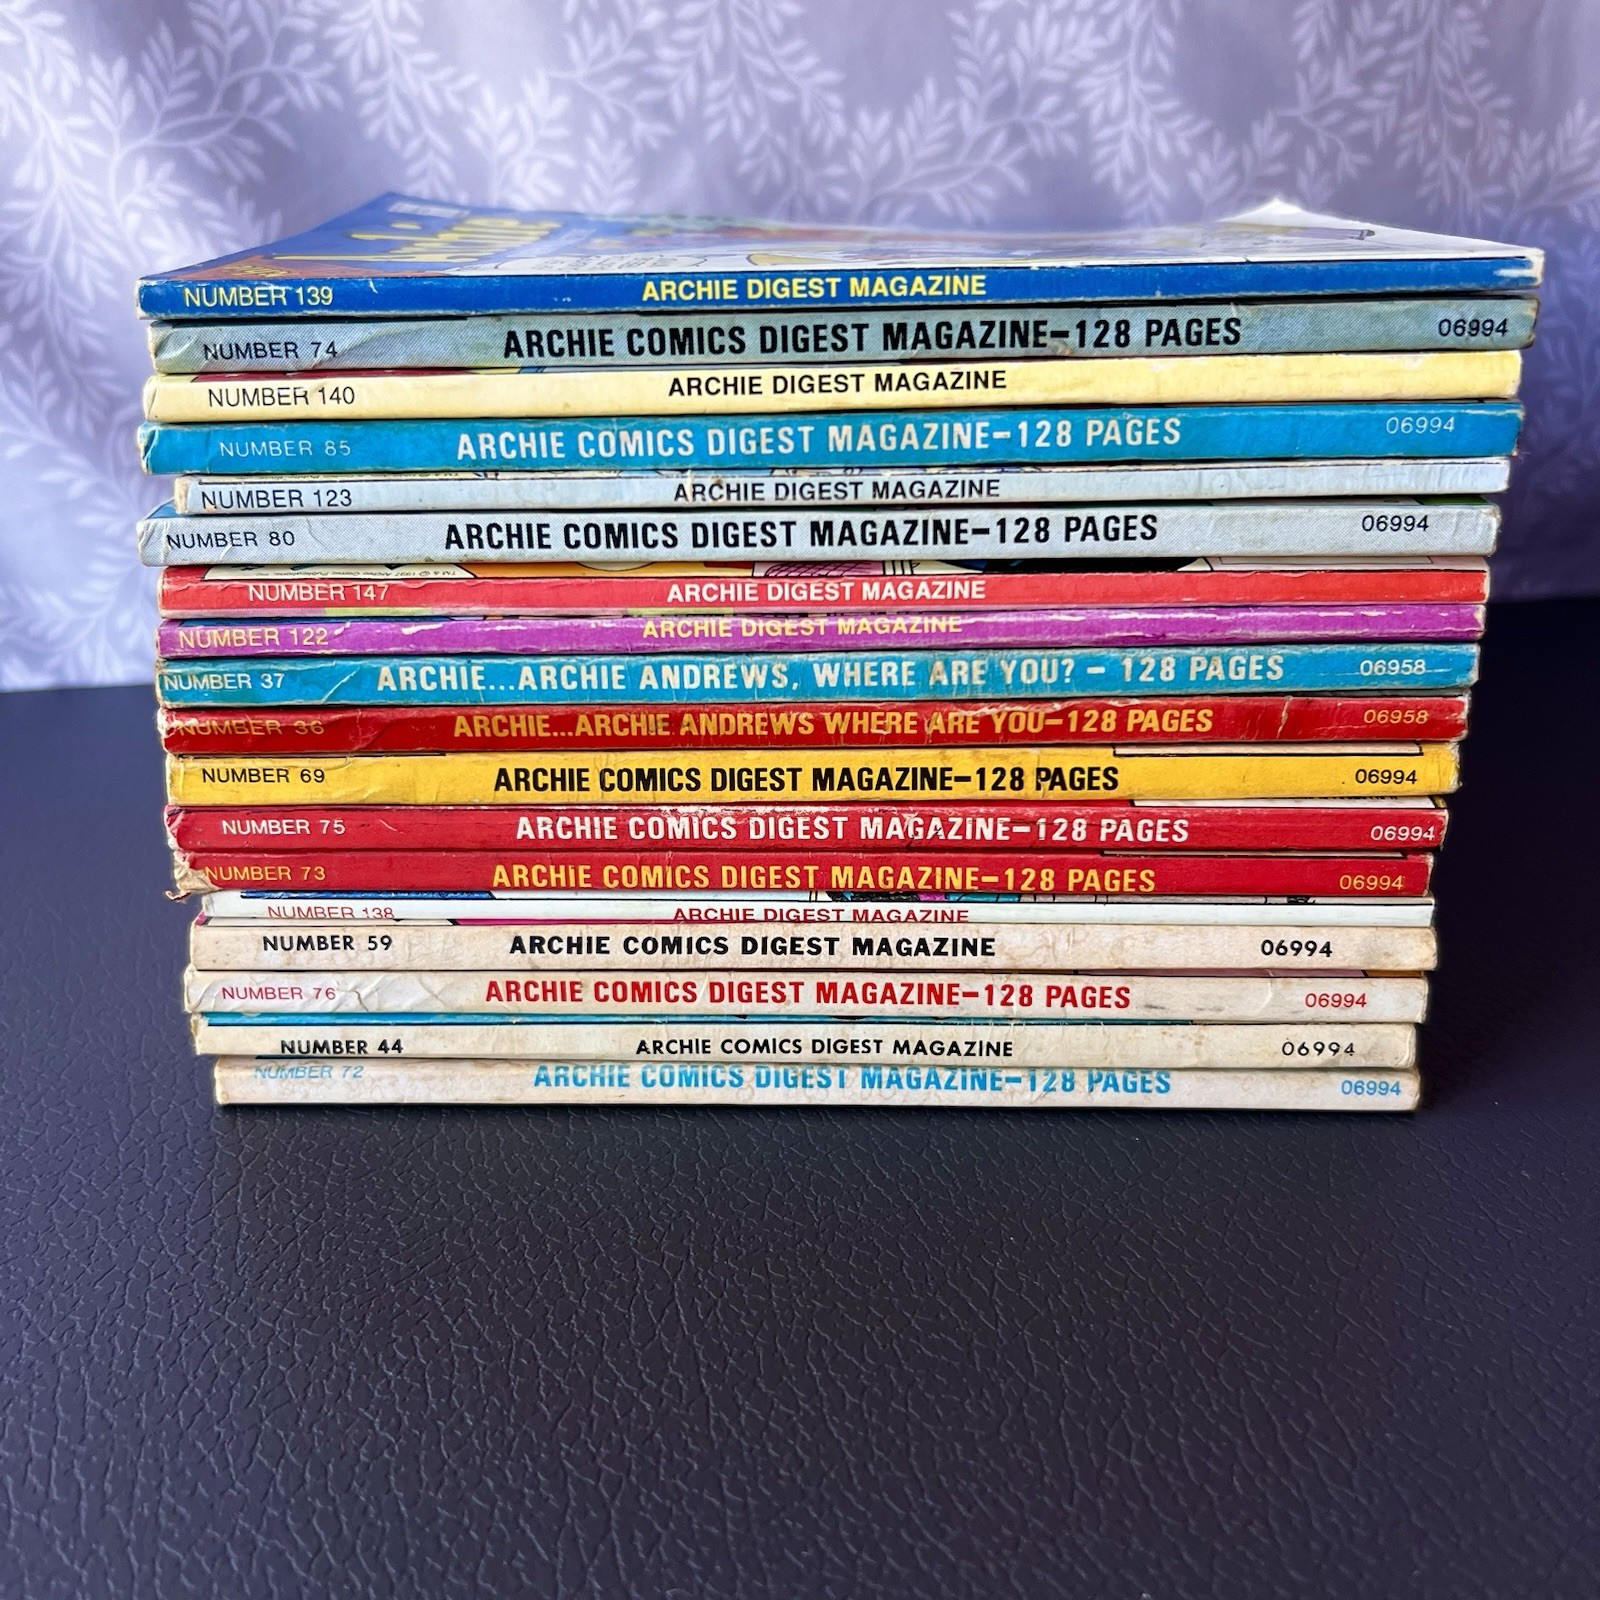 Archie
NUMBER 139 ARCHIE DIGEST MAGAZINE
NUMBER 74 ARCHIE COMICS DIGEST MAGAZINE–128 PAGES 06994
NUMBER 140 ARCHIE DIGEST MAGAZINE
NUMBER 85 ARCHIE COMICS DIGEST MAGAZINE–128 PAGES 06994
NUMBER 123 ARCHIE DIGEST MAGAZINE
NUMBER 80 ARCHIE COMICS DIGEST MAGAZINE–128 PAGES 06994
NUMBER 147 ARCHIE DIGEST MAGAZINE
NUMBER 122 ARCHIE DIGEST MAGAZINE
NUMBER 37 ARCHIE...ARCHIE ANDREWS, WHERE ARE YOU? – 128 PAGES 06958
NUMBER 36 ARCHIE...ARCHIE ANDREWS WHERE ARE YOU–128 PAGES 06958
NUMBER 69 ARCHIE COMICS DIGEST MAGAZINE–128 PAGES 06994
NUMBER 75 ARCHIE COMICS DIGEST MAGAZINE–128 PAGES 06994
NUMBER 73 ARCHIE COMICS DIGEST MAGAZINE–128 PAGES 06994
NUMBER 138 ARCHIE DIGEST MAGAZINE
NUMBER 59 ARCHIE COMICS DIGEST MAGAZINE 06994
NUMBER 76 ARCHIE COMICS DIGEST MAGAZINE–128 PAGES 06994
NUMBER 44 ARCHIE COMICS DIGEST MAGAZINE 06994
NUMBER 72 ARCHIE COMICS DIGEST MAGAZINE–128 PAGES 06994